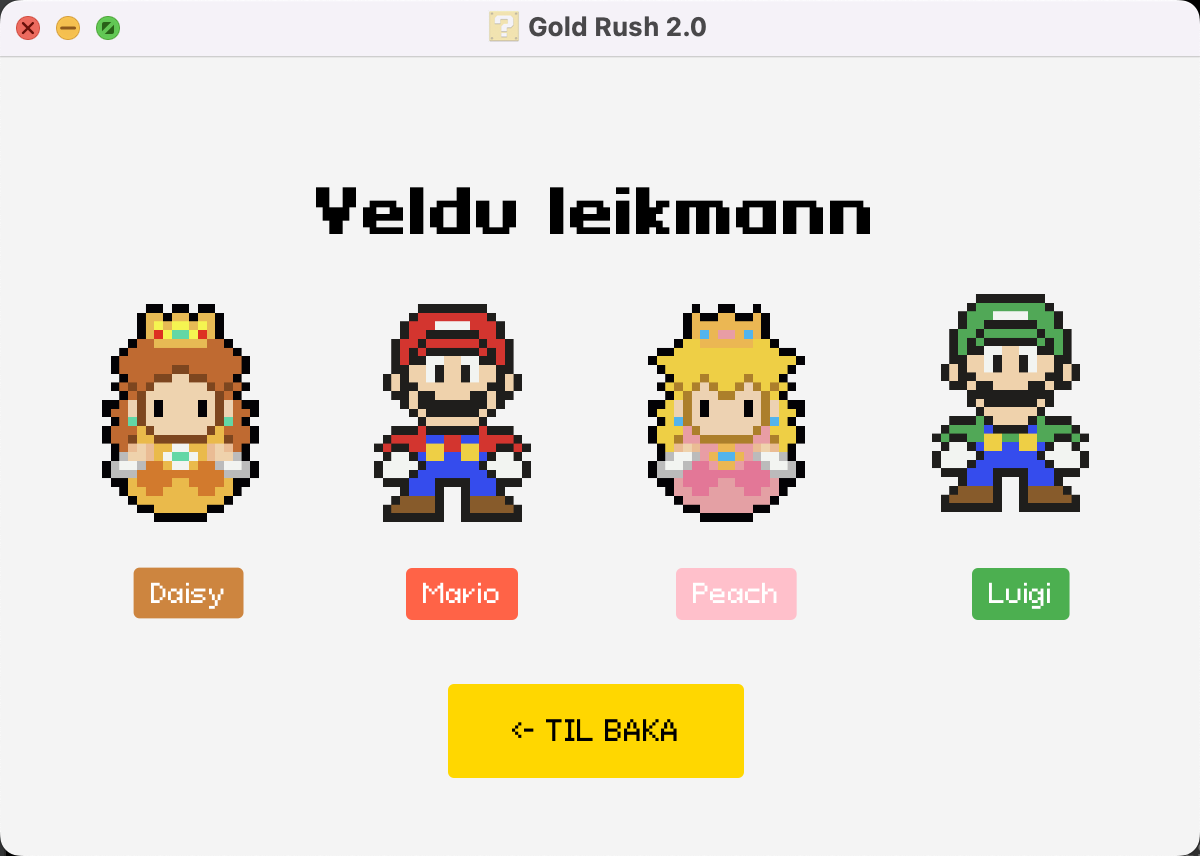 Gold Rush 2.0
Veldu leikmann
Daisy
Mario
Peach
Luigi
<- TIL BAKA